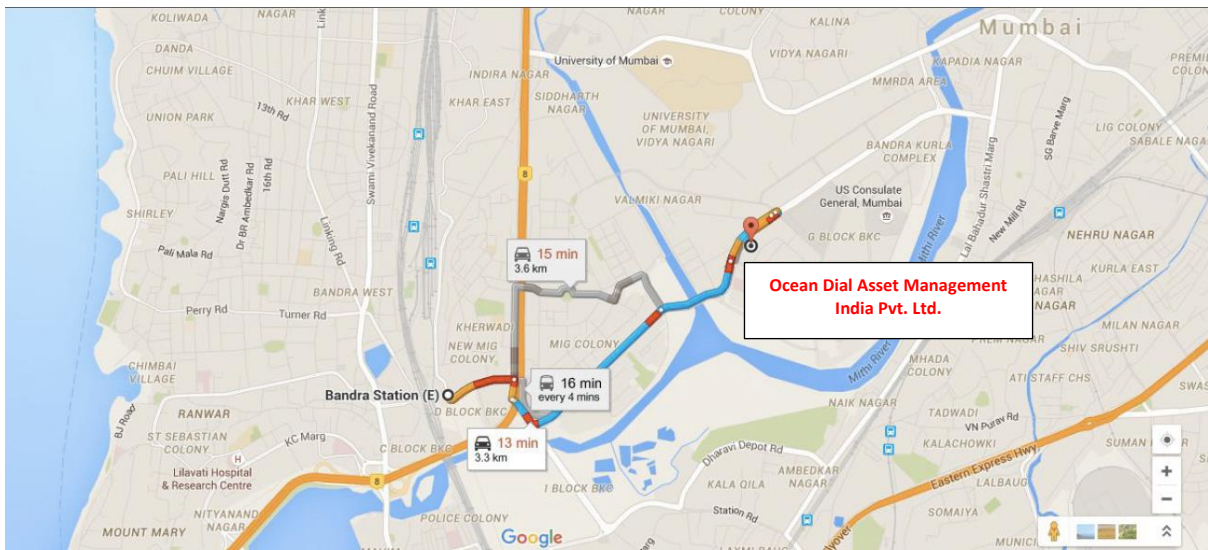 KOLIWADA
NAGAR
COLONY
KALINA
Mumbai
PREMIE
COLON
DANDA
Linking
University of Mumbai
VIDYA NAGARI
KAPADIA NAGAR
CHUIM VILLAGE
INDIRA NAGAR
MMRDA AREA
KHAR WEST
KHAR EAST
SIDDHARTH
NAGAR
13th Rd
Swami Vivekanand Road
UNION PARK
UNIVERSITY
OF MUMBAI,
VIDYA NAGARI
SG Barve Marg
LIG COLONY
SABALE NAGA
BANDRA KURLA
COMPLEX
Lal Bahadur Shastri Marg
PALI HILL
Nargis Dutt Rd
Dr BR Ambedkar Rd
16th Rd
8
US Consulate
General, Mumbai
VALMIKI NAGAR
SHIRLEY
Linking Rd
New Mill Rd
G BLOCK BKC
Mithi River
NEHRU NAGAR
Pali Mala Rd
15 min
3.6 km
KURLA EAST
Ocean Dial Asset Management
India Pvt. Ltd.
BANDRA WEST
Perry Rd
Turner Rd
KHERWADI
NEW MIG
COLONY
MIG COLONY
MILAN NAGAR
SHIV SRUSHTI
CHIMBAI
VILLAGE
Mithi River
MHADA
COLONY
16 min
every 4 mins
ATI STAFF CHS
Bandra Station (E)
D BLOCK BKC
NAIK NAGAR
BJ Road
RANWAR
TADWADI
VN Purav Rd
ST SEBASTIAN
COLONY
KC Marg
C BLOCK BKC
13 min
3.3 km
Dharavi Depot Rd
KALACHOWKI
SUMAN
H
Lilavati Hospital
& Research Centre
8
I BLOCK BKC
KALA QILA
AMBEDKAR
NAGAR
Eastern Express Hwy
LALBAUG
NITYANAND
NAGAR
POLICE COLONY
Station Rd
SOMAIYA
MOUNT MARY
Google
MUNICI